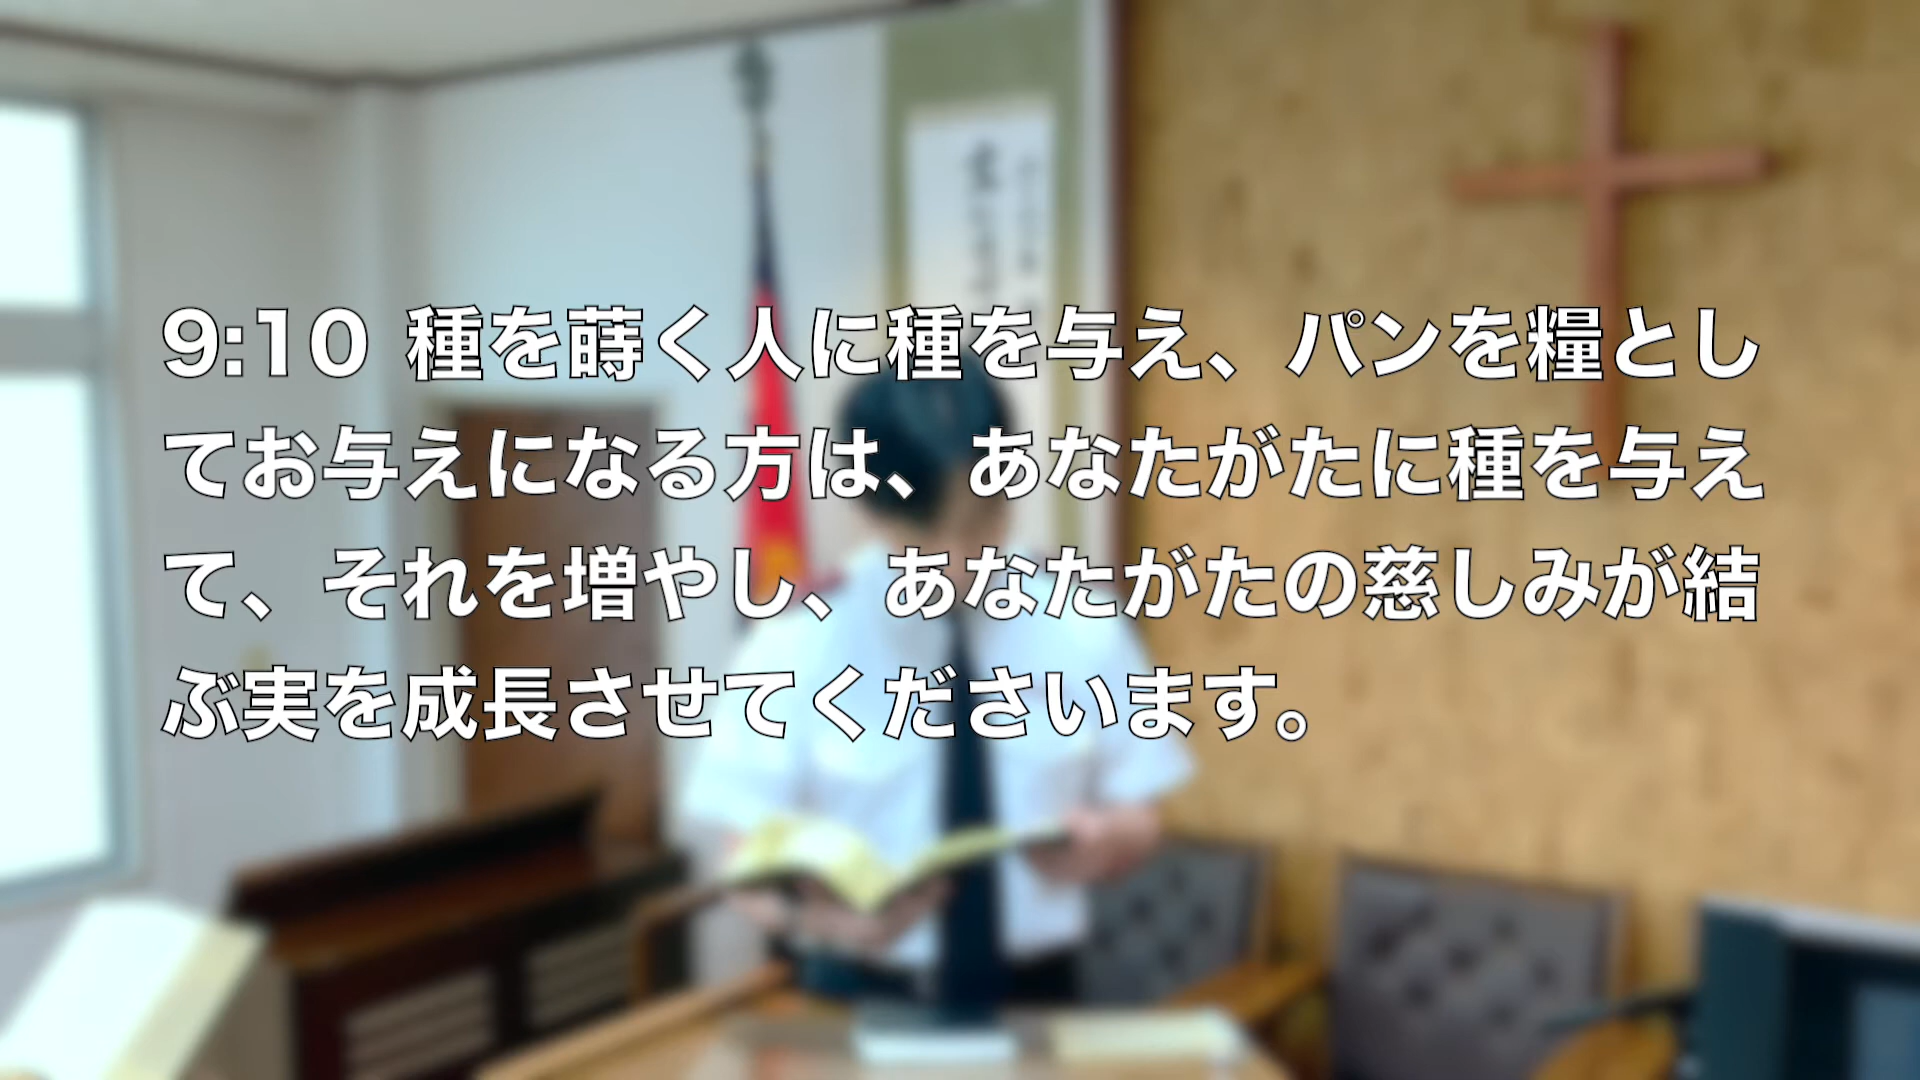 9:10 種を蒔く人に種を与え、パンを糧とし
てお与えになる方は、あなたがたに種を与え
て、それを増やし、あなたがたの慈しみが結
ぶ実を成長させてくださいます。